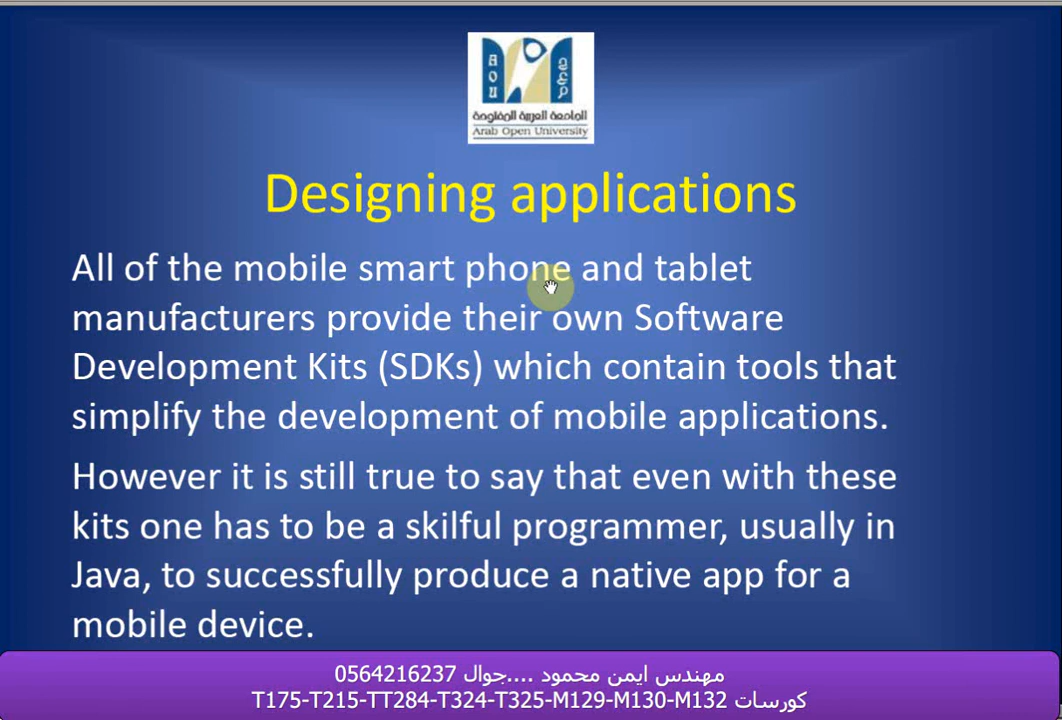 AOU
الجامعة العربية المفتوحة
Arab Open University
Designing applications
All of the mobile smart phone and tablet
manufacturers provide their own Software
Development Kits (SDKs) which contain tools that
simplify the development of mobile applications.
However it is still true to say that even with these
kits one has to be a skilful programmer, usually in
Java, to successfully produce a native app for a
mobile device.
مهندس ايمن محمود ....جوال 0564216237
كورسات T175-T215-TT284-T324-T325-M129-M130-M132